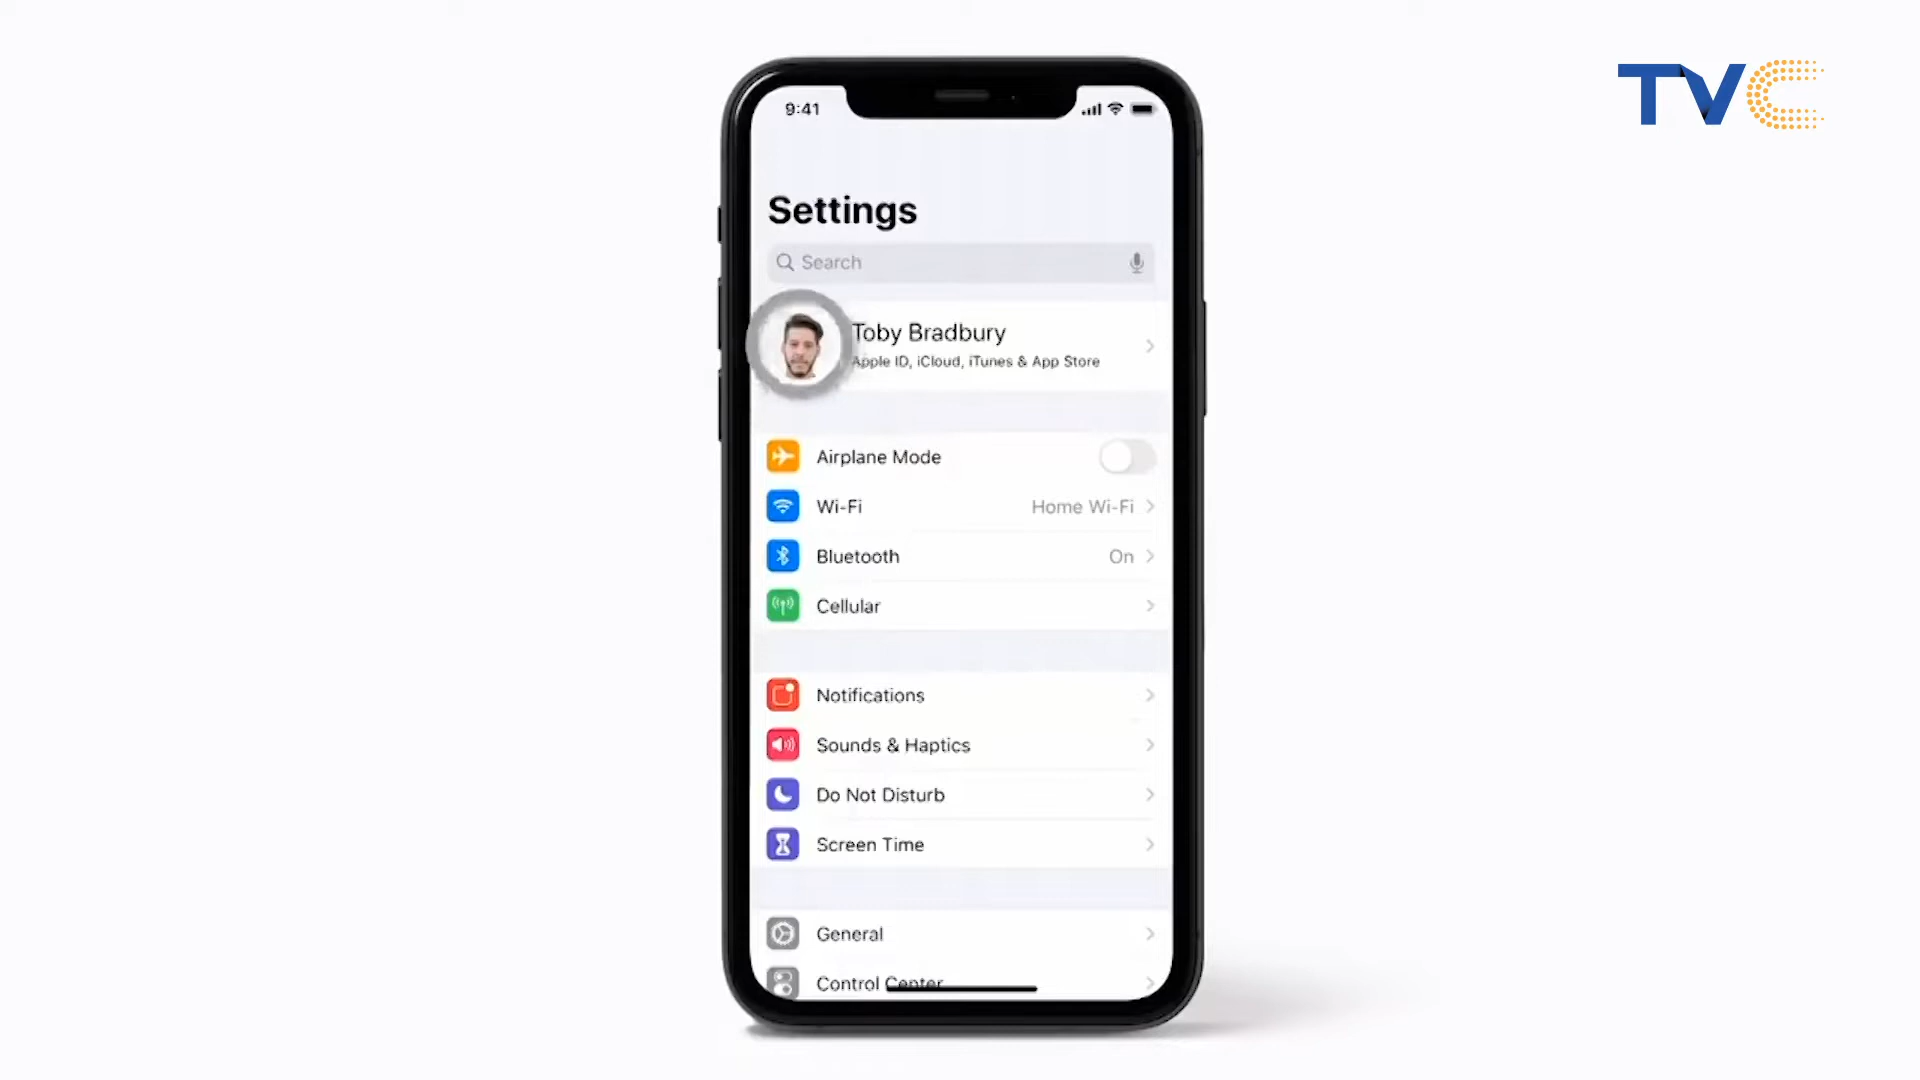 TVC
9:41
Settings
Search
Toby Bradbury
Apple ID, iCloud, iTunes & App Store
Airplane Mode
Wi-Fi Home Wi-Fi
Bluetooth On
Cellular
Notifications
Sounds & Haptics
Do Not Disturb
Screen Time
General
Control Center